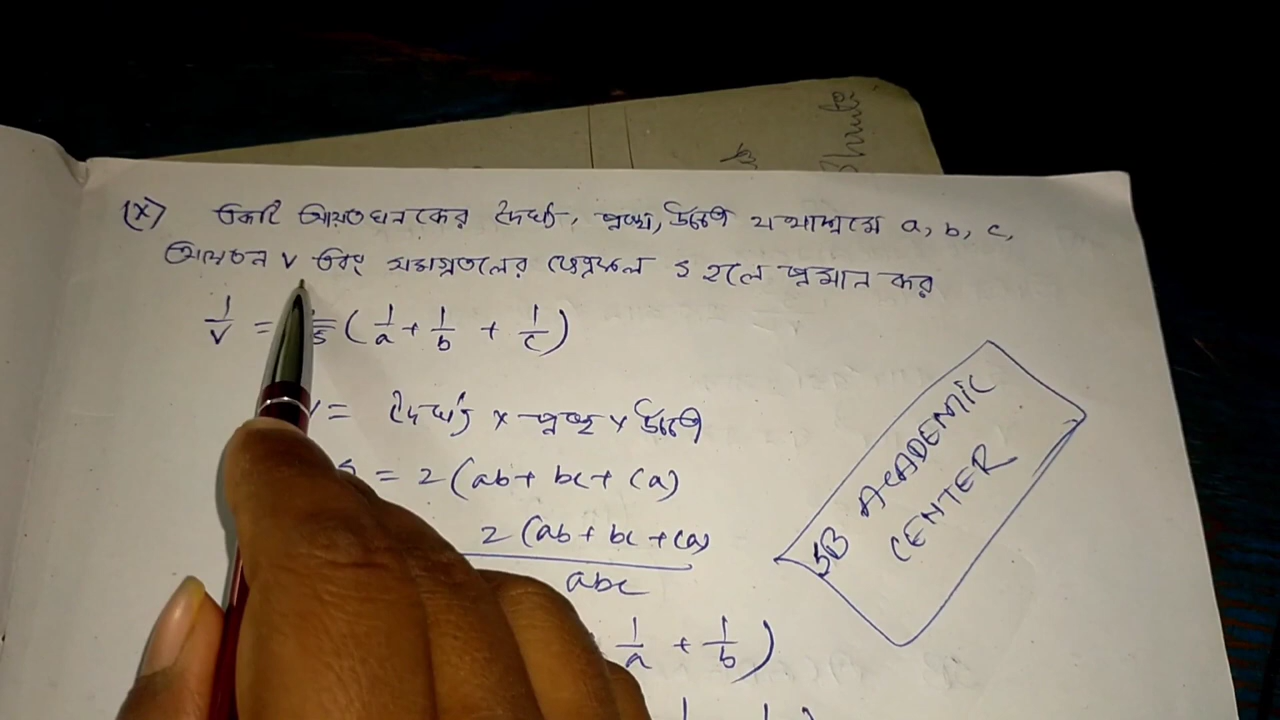 Bhunta
(x) একটি আয়তঘনকের দৈর্ঘ্য, প্রস্থ, উচ্চতা যথাক্রমে a, b, c,
আয়তন V এবং সমগ্রতলের ক্ষেত্রফল S হলে প্রমান কর
1/V = /S (1/a + 1/b + 1/c)
V = দৈর্ঘ্য × প্রস্থ × উচ্চতা
S = 2 (ab + bc + ca)
2 (ab + bc + ca)
abc
1/a + 1/b )
SB ACADEMIC
CENTER